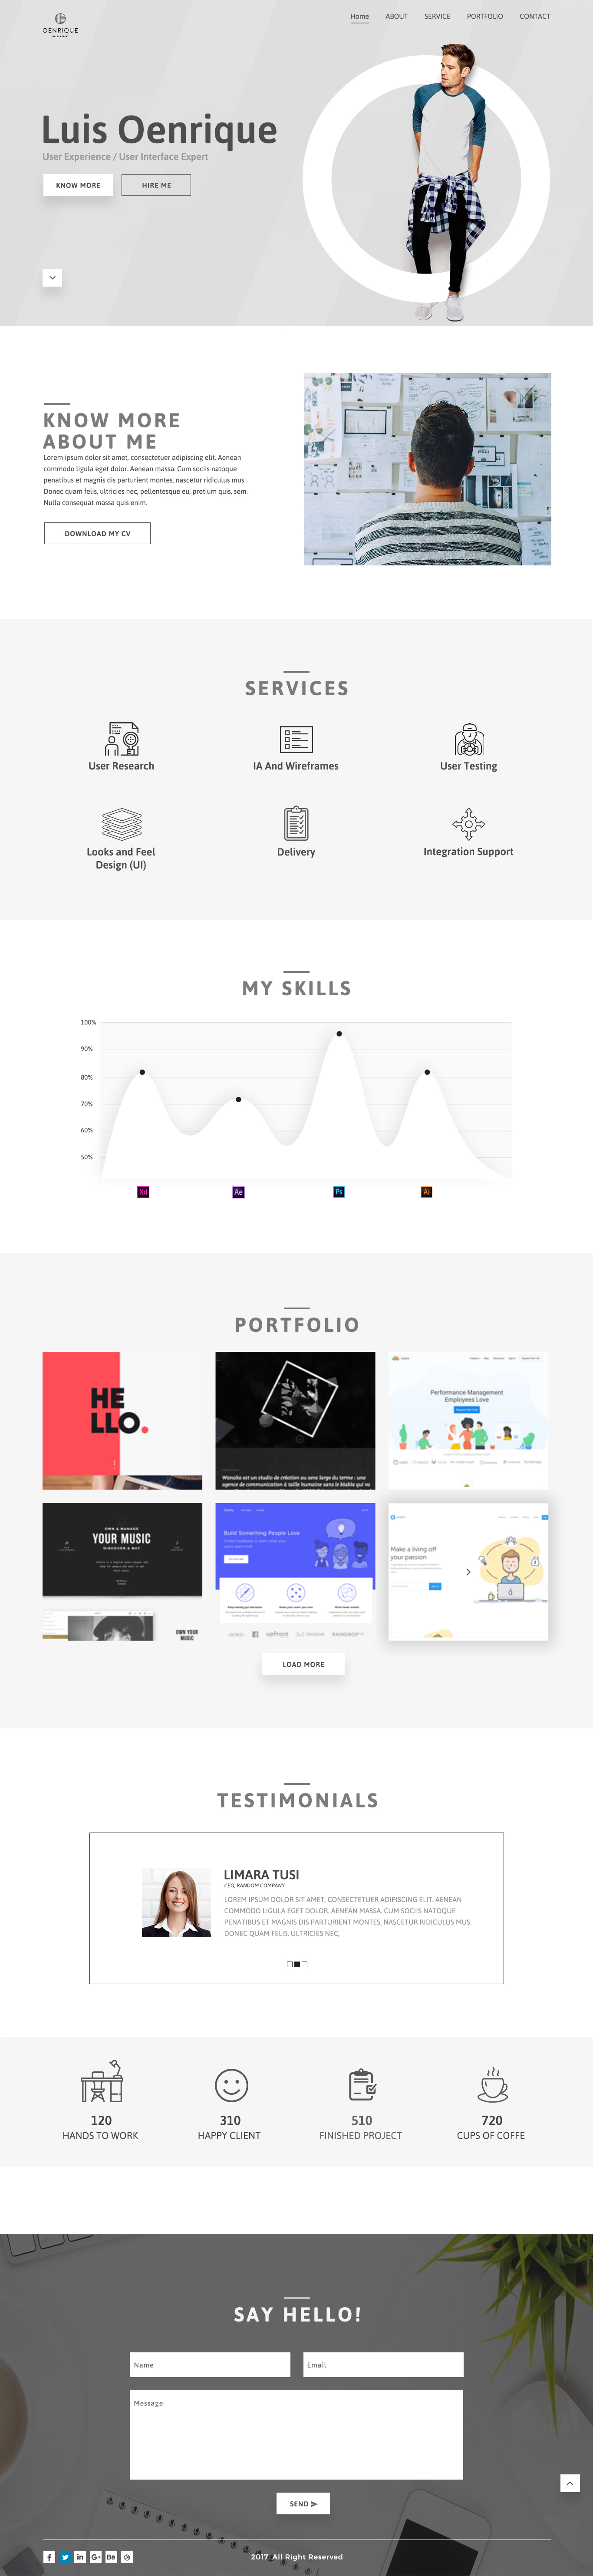 OENRIQUE
Home ABOUT SERVICE PORTFOLIO CONTACT
Luis Oenrique
User Experience / User Interface Expert
KNOW MORE
HIRE ME
KNOW MORE
ABOUT ME
Lorem ipsum dolor sit amet, consectetuer adipiscing elit. Aenean
commodo ligula eget dolor. Aenean massa. Cum sociis natoque
penatibus et magnis dis parturient montes, nascetur ridiculus mus.
Donec quam felis, ultricies nec, pellentesque eu, pretium quis, sem.
Nulla consequat massa quis enim.
DOWNLOAD MY CV
SERVICES
User Research
IA And Wireframes
User Testing
Looks and Feel
Design (UI)
Delivery
Integration Support
MY SKILLS
100%
90%
80%
70%
60%
50%
Xd
Ae
Ps
Ai
PORTFOLIO
HE
LLO.
Wanaka est un studio de création au sens large du terme : une
agence de communication à taille humaine sans le blabla qui va
Performance Management
Employees Love
OWN & MANAGE
YOUR MUSIC
DISCOVER & BUY
OWN YOUR
MUSIC
Build Something People Love
upfront
Make a living off
your passion
LOAD MORE
TESTIMONIALS
LIMARA TUSI
CEO, RANDOM COMPANY
LOREM IPSUM DOLOR SIT AMET, CONSECTETUER ADIPISCING ELIT. AENEAN
COMMODO LIGULA EGET DOLOR. AENEAN MASSA. CUM SOCIIS NATOQUE
PENATIBUS ET MAGNIS DIS PARTURIENT MONTES, NASCETUR RIDICULUS MUS.
DONEC QUAM FELIS, ULTRICIES NEC,
120
HANDS TO WORK
310
HAPPY CLIENT
510
FINISHED PROJECT
720
CUPS OF COFFE
SAY HELLO!
Name
Email
Message
SEND
f in G+ Bē
2017. All Right Reserved